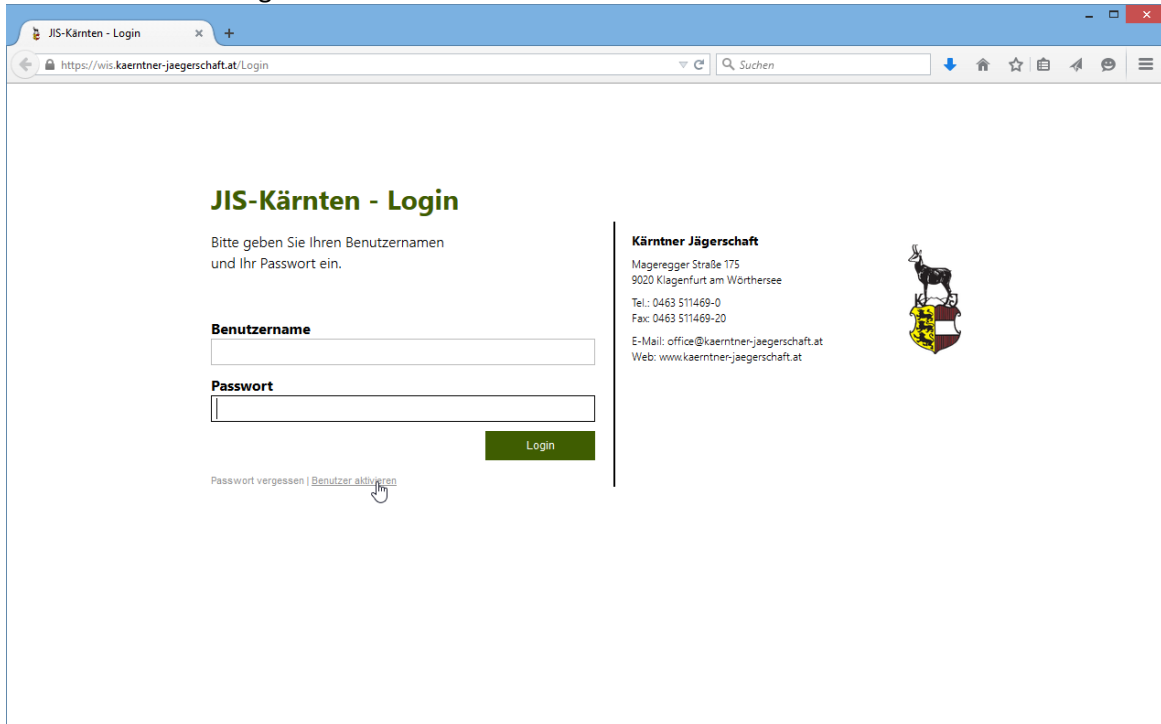 JIS-Kärnten - Login
https://wis.kaerntner-jaegerschaft.at/Login
Suchen
JIS-Kärnten - Login
Bitte geben Sie Ihren Benutzernamen
und Ihr Passwort ein.
Benutzername
Passwort
Login
Passwort vergessen | Benutzer aktivieren
Kärntner Jägerschaft
Mageregger Straße 175
9020 Klagenfurt am Wörthersee
Tel.: 0463 511469-0
Fax: 0463 511469-20
E-Mail: office@kaerntner-jaegerschaft.at
Web: www.kaerntner-jaegerschaft.at
K J